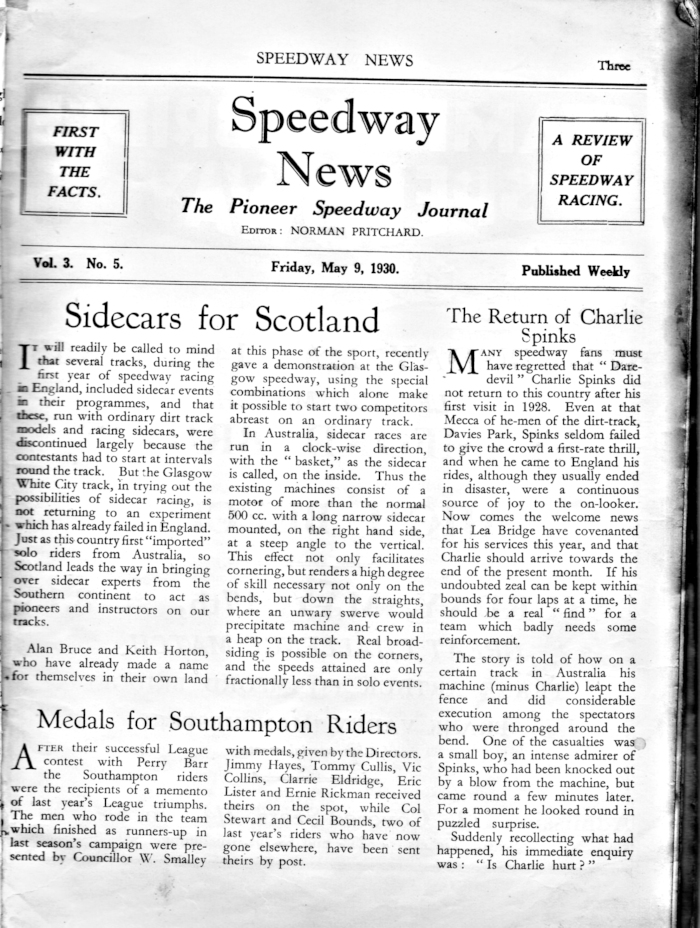 SPEEDWAY NEWS
Three
FIRST
WITH
THE
FACTS.
Speedway
News
The Pioneer Speedway Journal
EDITOR: NORMAN PRITCHARD.
A REVIEW
OF
SPEEDWAY
RACING.
Vol. 3. No. 5.
Friday, May 9, 1930.
Published Weekly
Sidecars for Scotland
IT will readily be called to mind
that several tracks, during the
first year of speedway racing
in England, included sidecar events
in their programmes, and that
these, run with ordinary dirt track
models and racing sidecars, were
discontinued largely because the
contestants had to start at intervals
round the track. But the Glasgow
White City track, in trying out the
possibilities of sidecar racing, is
not returning to an experiment
which has already failed in England.
Just as this country first "imported"
solo riders from Australia, so
Scotland leads the way in bringing
over sidecar experts from the
Southern continent to act as
pioneers and instructors on our
tracks.
Alan Bruce and Keith Horton,
who have already made a name
for themselves in their own land
at this phase of the sport, recently
gave a demonstration at the Glas-
gow speedway, using the special
combinations which alone make
it possible to start two competitors
abreast on an ordinary track.
In Australia, sidecar races are
run in a clock-wise direction,
with the "basket," as the sidecar
is called, on the inside. Thus the
existing machines consist of a
motor of more than the normal
500 cc. with a long narrow sidecar
mounted, on the right hand side,
at a steep angle to the vertical.
This effect not only facilitates
cornering, but renders a high degree
of skill necessary not only on the
bends, but down the straights,
where an unwary swerve would
precipitate machine and crew in
a heap on the track. Real broad-
siding is possible on the corners,
and the speeds attained are only
fractionally less than in solo events.
Medals for Southampton Riders
AFTER their successful League
contest with Perry Barr
the Southampton riders
were the recipients of a memento
of last year's League triumphs.
The men who rode in the team
which finished as runners-up in
last season's campaign were pre-
sented by Councillor W. Smalley
with medals, given by the Directors.
Jimmy Hayes, Tommy Cullis, Vic
Collins, Clarrie Eldridge, Eric
Lister and Ernie Rickman received
theirs on the spot, while Col
Stewart and Cecil Bounds, two of
last year's riders who have now
gone elsewhere, have been sent
theirs by post.
The Return of Charlie
Spinks
MANY speedway fans must
have regretted that "Dare-
devil" Charlie Spinks did
not return to this country after his
first visit in 1928. Even at that
Mecca of he-men of the dirt-track,
Davies Park, Spinks seldom failed
to give the crowd a first-rate thrill,
and when he came to England his
rides, although they usually ended
in disaster, were a continuous
source of joy to the on-looker.
Now comes the welcome news
that Lea Bridge have covenanted
for his services this year, and that
Charlie should arrive towards the
end of the present month. If his
undoubted zeal can be kept within
bounds for four laps at a time, he
should be a real "find" for a
team which badly needs some
reinforcement.
The story is told of how on a
certain track in Australia his
machine (minus Charlie) leapt the
fence and did considerable
execution among the spectators
who were thronged around the
bend. One of the casualties was
a small boy, an intense admirer of
Spinks, who had been knocked out
by a blow from the machine, but
came round a few minutes later.
For a moment he looked round in
puzzled surprise.
Suddenly recollecting what had
happened, his immediate enquiry
was: "Is Charlie hurt?"